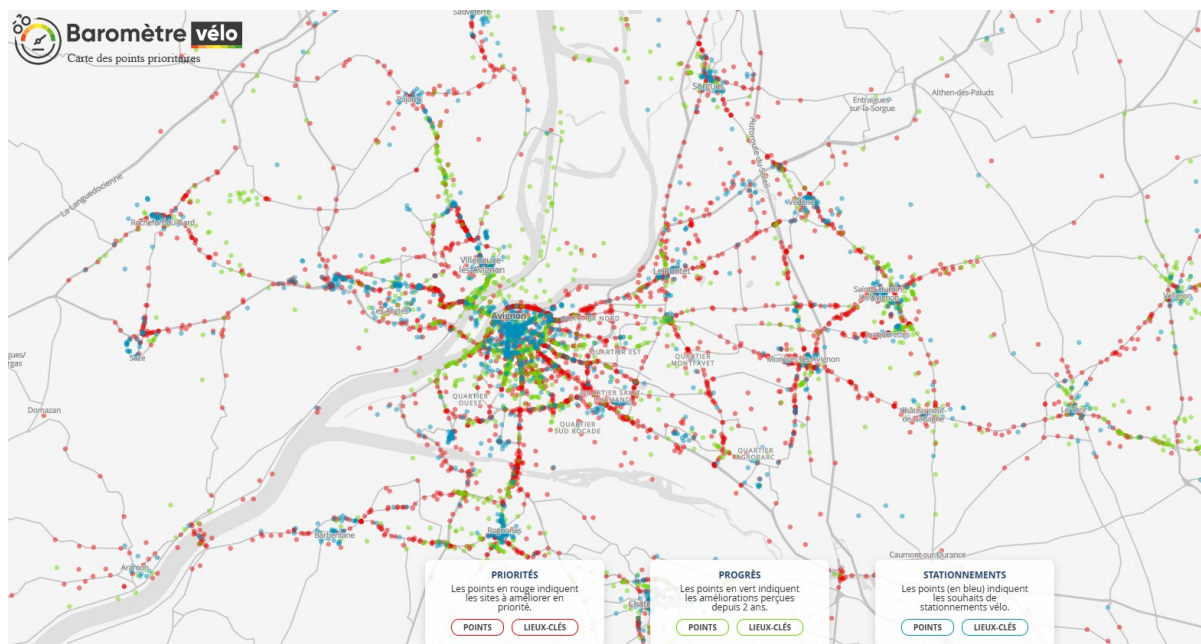 Baromètre vélo
Carte des points prioritaires
Sauveterre
Pujaut
Sorgues
Althen-des-Paluds
Entraigues-
sur-la-Sorgue
Autoroute du Soleil
La Languedocienne
Rochefort-du-Gard
Vedène
Villeneuve-
lès-Avignon
Le Pontet
Saint-Saturnin-
lès-Avignon
Velleron
Les Angles
Avignon
QUARTIER NORD
Jonquerettes
QUARTIER EST
QUARTIER
MONTFAVET
Morières-lès-Avignon
Saze
QUARTIER
OUEST
Domazan
Châteauneuf-
de-Gadagne
QUARTIER
SUD ROCADE
QUARTIER
AGROPARC
Barbentane
Rognonas
Aramon
Caumont-sur-Durance
PRIORITÉS
Les points en rouge indiquent
les sites à améliorer en
priorité.
POINTS
LIEUX-CLÉS
PROGRÈS
Les points en vert indiquent
les améliorations perçues
depuis 2 ans.
POINTS
LIEUX-CLÉS
STATIONNEMENTS
Les points (en bleu) indiquent
les souhaits de
stationnements vélo.
POINTS
LIEUX-CLÉS